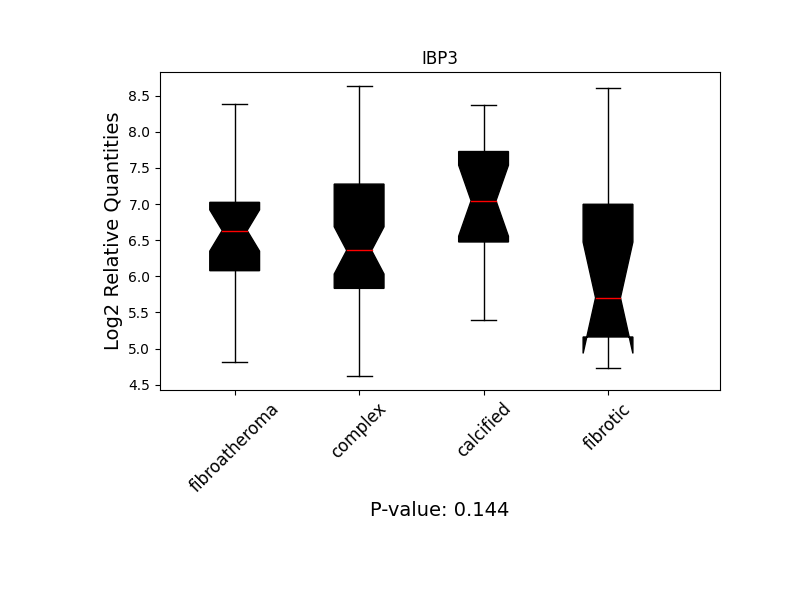 IBP3
Log2 Relative Quantities
8.5
8.0
7.5
7.0
6.5
6.0
5.5
5.0
4.5
fibroatheroma
complex
calcified
fibrotic
P-value: 0.144